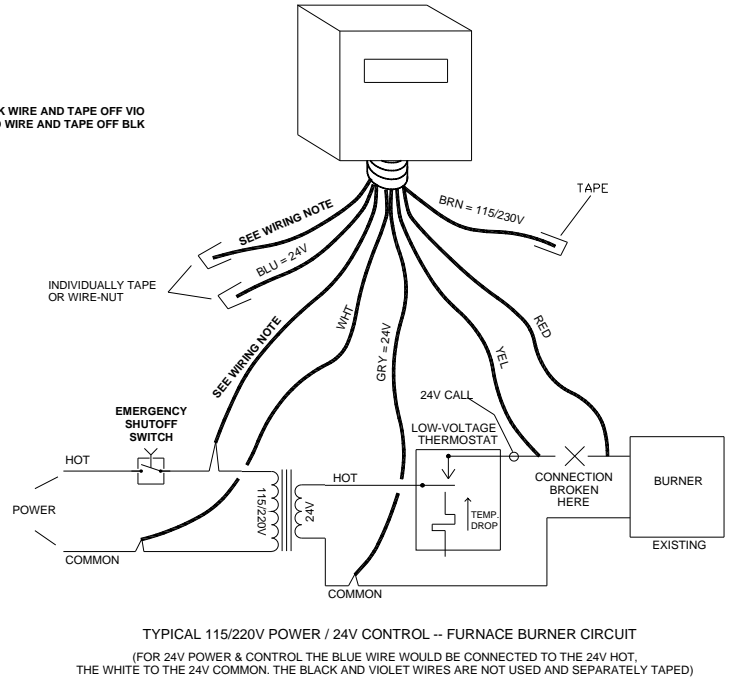 K WIRE AND TAPE OFF VIO
WIRE AND TAPE OFF BLK
TAPE
BRN = 115/230V
SEE WIRING NOTE
BLU = 24V
INDIVIDUALLY TAPE
OR WIRE-NUT
SEE WIRING NOTE
WHT
GRY = 24V
YEL
RED
24V CALL
EMERGENCY
SHUTOFF
SWITCH
LOW-VOLTAGE
THERMOSTAT
HOT
HOT
POWER
115/220V
24V
TEMP.
DROP
CONNECTION
BROKEN
HERE
BURNER
EXISTING
COMMON
COMMON
TYPICAL 115/220V POWER / 24V CONTROL -- FURNACE BURNER CIRCUIT
(FOR 24V POWER & CONTROL THE BLUE WIRE WOULD BE CONNECTED TO THE 24V HOT,
THE WHITE TO THE 24V COMMON. THE BLACK AND VIOLET WIRES ARE NOT USED AND SEPARATELY TAPED)